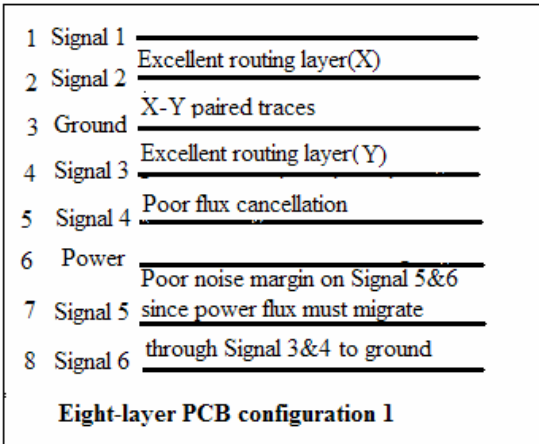 1 Signal 1
Excellent routing layer(X)
2 Signal 2
X-Y paired traces
3 Ground
Excellent routing layer(Y)
4 Signal 3
Poor flux cancellation
5 Signal 4
6 Power
Poor noise margin on Signal 5&6
7 Signal 5 since power flux must migrate
8 Signal 6 through Signal 3&4 to ground
Eight-layer PCB configuration 1